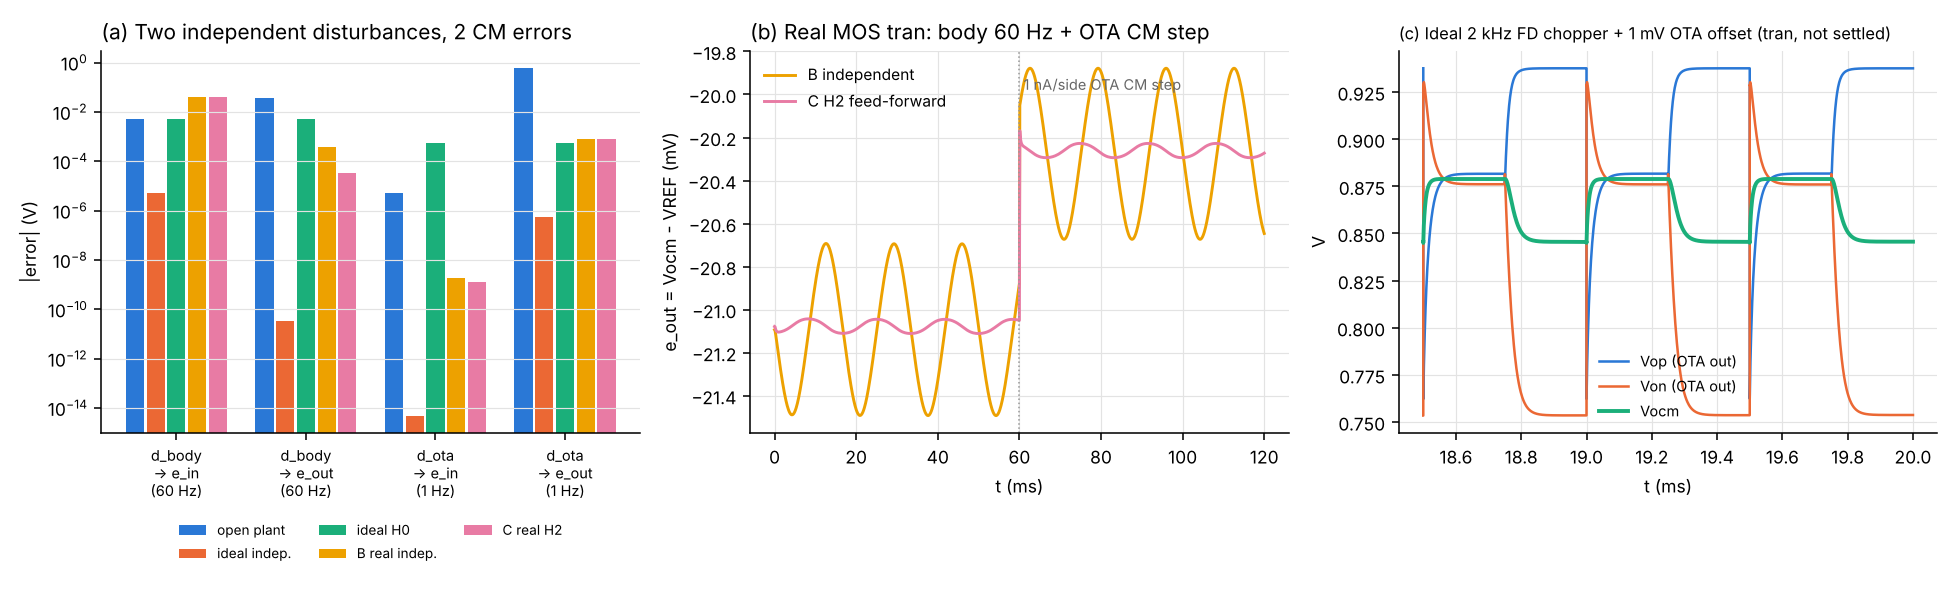 (a) Two independent disturbances, 2 CM errors
|error| (V)
10⁰
10⁻²
10⁻⁴
10⁻⁶
10⁻⁸
10⁻¹⁰
10⁻¹²
10⁻¹⁴
d_body
→ e_in
(60 Hz)
d_body
→ e_out
(60 Hz)
d_ota
→ e_in
(1 Hz)
d_ota
→ e_out
(1 Hz)
open plant
ideal indep.
ideal H0
B real indep.
C real H2
(b) Real MOS tran: body 60 Hz + OTA CM step
B independent
C H2 feed-forward
1 nA/side OTA CM step
e_out = Vocm - VREF (mV)
−19.8
−20.0
−20.2
−20.4
−20.6
−20.8
−21.0
−21.2
−21.4
0
20
40
60
80
100
120
t (ms)
(c) Ideal 2 kHz FD chopper + 1 mV OTA offset (tran, not settled)
V
0.925
0.900
0.875
0.850
0.825
0.800
0.775
0.750
Vop (OTA out)
Von (OTA out)
Vocm
18.6
18.8
19.0
19.2
19.4
19.6
19.8
20.0
t (ms)